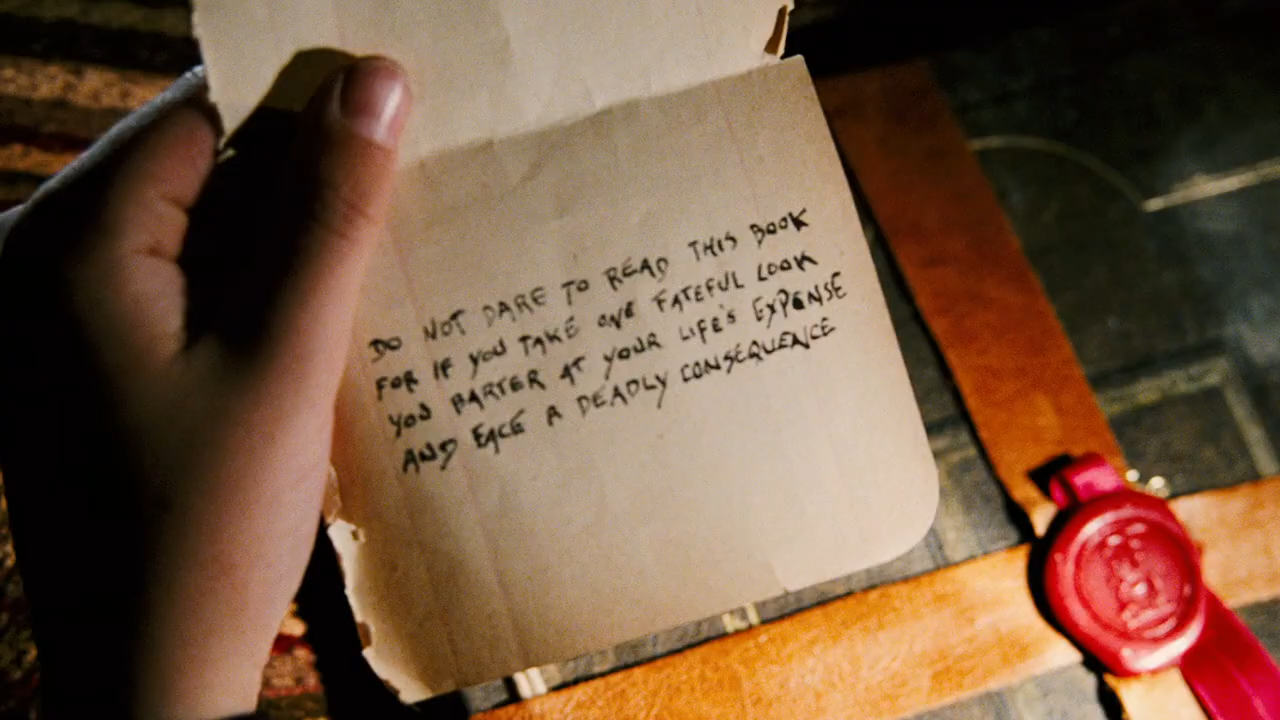 DO NOT DARE TO READ THIS BOOK
FOR IF YOU TAKE ONE FATEFUL LOOK
YOU BARTER AT YOUR LIFE'S EXPENSE
AND FACE A DEADLY CONSEQUENCE